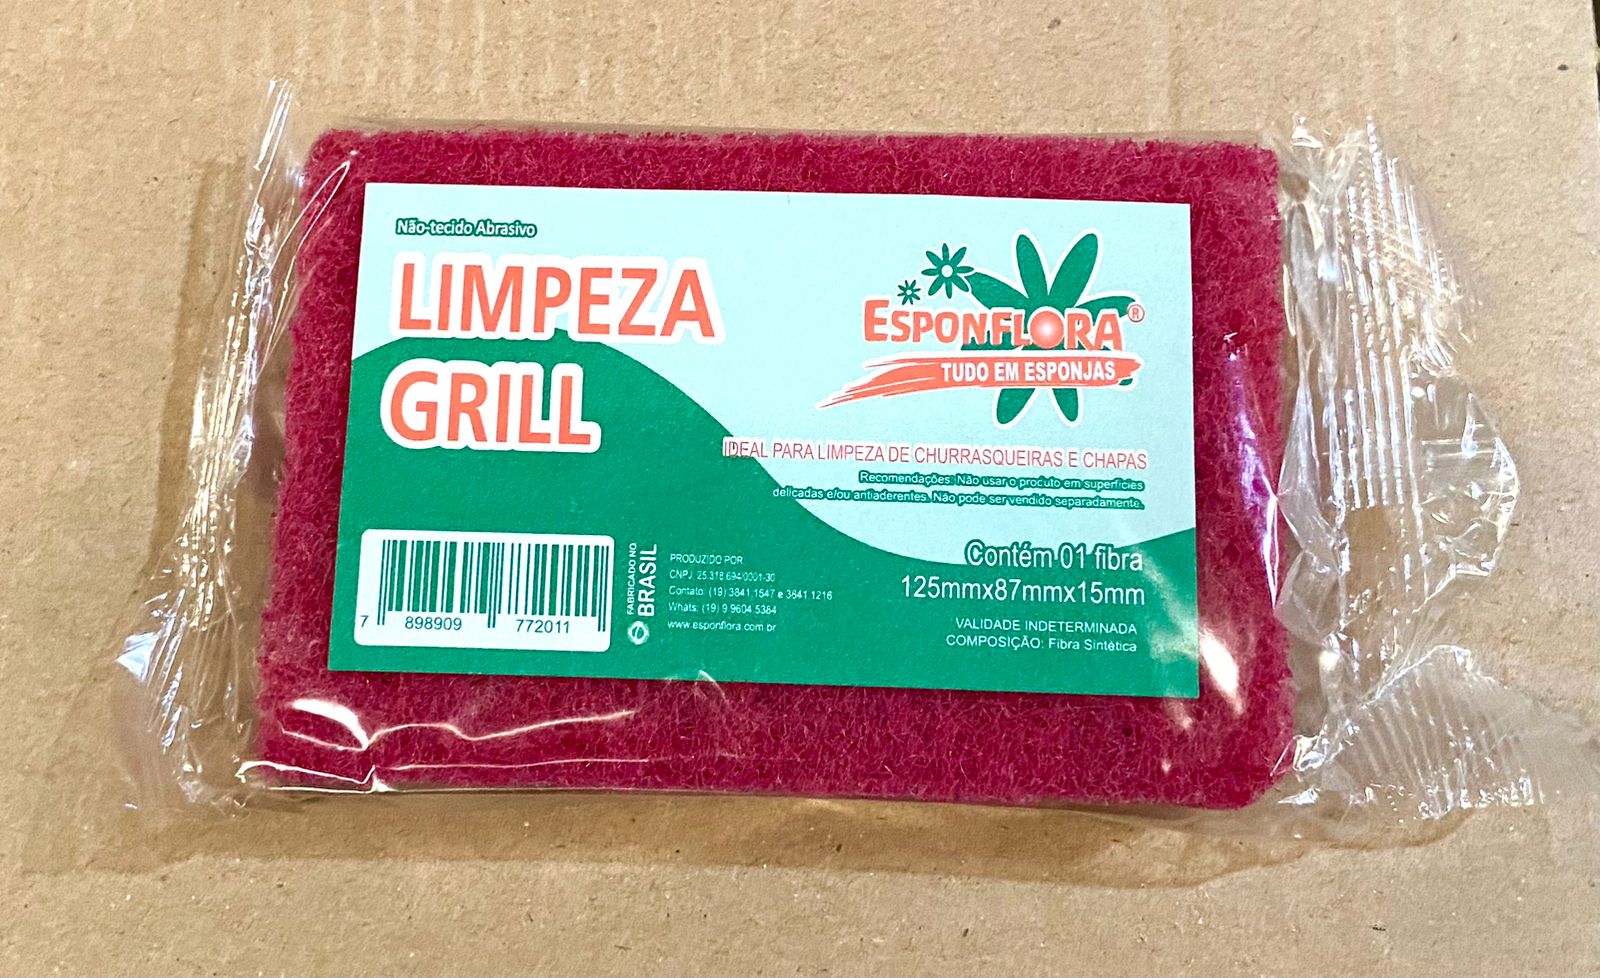 Não-tecido Abrasivo
LIMPEZA
GRILL
ESPONFLORA®
TUDO EM ESPONJAS
IDEAL PARA LIMPEZA DE CHURRASQUEIRAS E CHAPAS
Recomendações: Não usar o produto em superfícies
delicadas e/ou antiaderentes. Não pode ser vendido separadamente.
Contém 01 fibra
125mmx87mmx15mm
VALIDADE INDETERMINADA
COMPOSIÇÃO: Fibra Sintética
7 898909 772011
FABRICADO NO
BRASIL
PRODUZIDO POR
CNPJ: 25.318.694/0001-30
Contato: (19) 3841.1547 e 3841.1216
Whats: (19) 9 9604.5384
www.esponflora.com.br